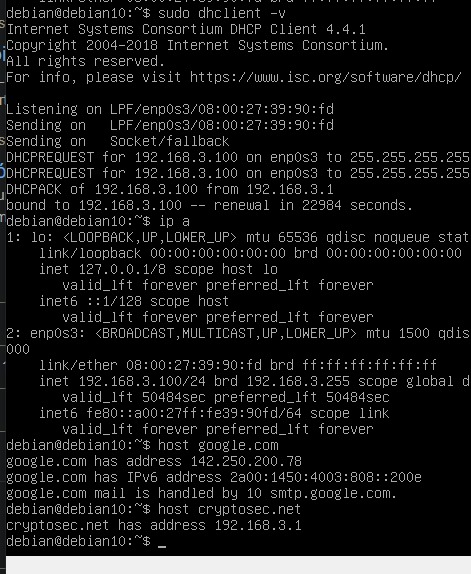 debian@debian10:~$ sudo dhclient -v
Internet Systems Consortium DHCP Client 4.4.1
Copyright 2004-2018 Internet Systems Consortium.
All rights reserved.
For info, please visit https://www.isc.org/software/dhcp/
Listening on LPF/enp0s3/08:00:27:39:90:fd
Sending on   LPF/enp0s3/08:00:27:39:90:fd
Sending on   Socket/fallback
DHCPREQUEST for 192.168.3.100 on enp0s3 to 255.255.255.255
DHCPREQUEST for 192.168.3.100 on enp0s3 to 255.255.255.255
DHCPACK of 192.168.3.100 from 192.168.3.1
bound to 192.168.3.100 -- renewal in 22984 seconds.
debian@debian10:~$ ip a
1: lo: <LOOPBACK,UP,LOWER_UP> mtu 65536 qdisc noqueue stat
    link/loopback 00:00:00:00:00:00 brd 00:00:00:00:00:00
    inet 127.0.0.1/8 scope host lo
       valid_lft forever preferred_lft forever
    inet6 ::1/128 scope host
       valid_lft forever preferred_lft forever
2: enp0s3: <BROADCAST,MULTICAST,UP,LOWER_UP> mtu 1500 qdis
000
    link/ether 08:00:27:39:90:fd brd ff:ff:ff:ff:ff:ff
    inet 192.168.3.100/24 brd 192.168.3.255 scope global d
       valid_lft 50484sec preferred_lft 50484sec
    inet6 fe80::a00:27ff:fe39:90fd/64 scope link
       valid_lft forever preferred_lft forever
debian@debian10:~$ host google.com
google.com has address 142.250.200.78
google.com has IPv6 address 2a00:1450:4003:808::200e
google.com mail is handled by 10 smtp.google.com.
debian@debian10:~$ host cryptosec.net
cryptosec.net has address 192.168.3.1
debian@debian10:~$ _